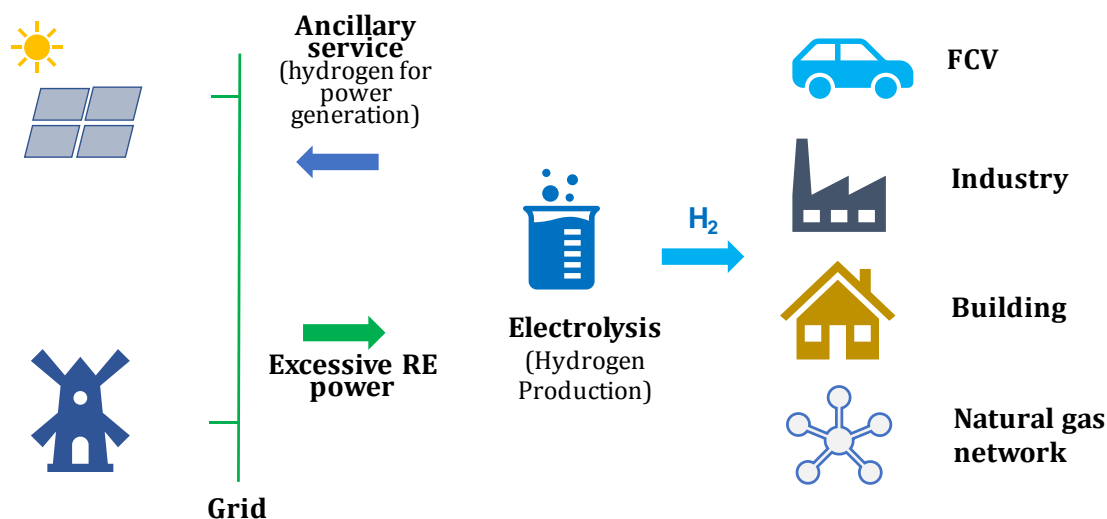 Ancillary
service
(hydrogen for
power
generation)
Excessive RE
power
Grid
Electrolysis
(Hydrogen
Production)
H₂
FCV
Industry
Building
Natural gas
network